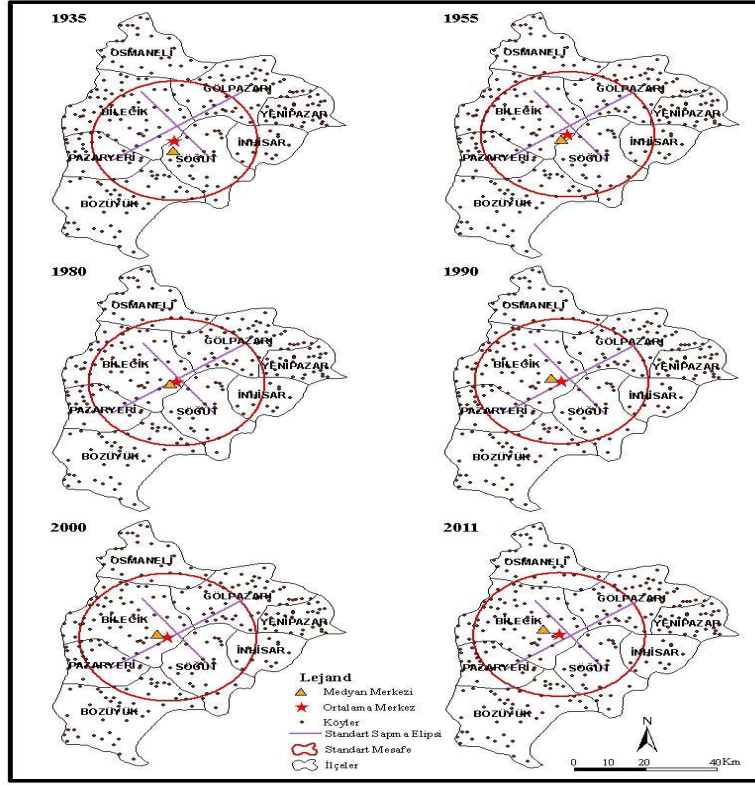 1935
OSMANELİ
GÖLPAZARI
BİLECİK
YENİPAZAR
İNHİSAR
PAZARYERİ
SÖĞÜT
BOZÜYÜK
1955
OSMANELİ
GÖLPAZARI
BİLECİK
YENİPAZAR
İNHİSAR
PAZARYERİ
SÖĞÜT
BOZÜYÜK
1980
OSMANELİ
GÖLPAZARI
BİLECİK
YENİPAZAR
İNHİSAR
PAZARYERİ
SÖĞÜT
BOZÜYÜK
1990
OSMANELİ
GÖLPAZARI
BİLECİK
YENİPAZAR
İNHİSAR
PAZARYERİ
SÖĞÜT
BOZÜYÜK
2000
OSMANELİ
GÖLPAZARI
BİLECİK
YENİPAZAR
İNHİSAR
PAZARYERİ
SÖĞÜT
BOZÜYÜK
2011
OSMANELİ
GÖLPAZARI
BİLECİK
YENİPAZAR
İNHİSAR
PAZARYERİ
SÖĞÜT
BOZÜYÜK
Lejand
Medyan Merkezi
Ortalama Merkez
Köyler
Standart Sapma Elipsi
Standart Mesafe
İlçeler
N
0 10 20 40 Km